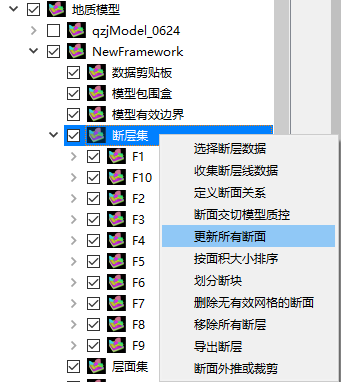 地质模型
qzjModel_0624
NewFramework
数据剪贴板
模型包围盒
模型有效边界
断层集
F1
F10
F2
F3
F4
F5
F6
F7
F8
F9
层面集
选择断层数据
收集断层线数据
定义断面关系
断面交切模型质控
更新所有断面
按面积大小排序
划分断块
删除无有效网格的断面
移除所有断层
导出断层
断面外推或裁剪